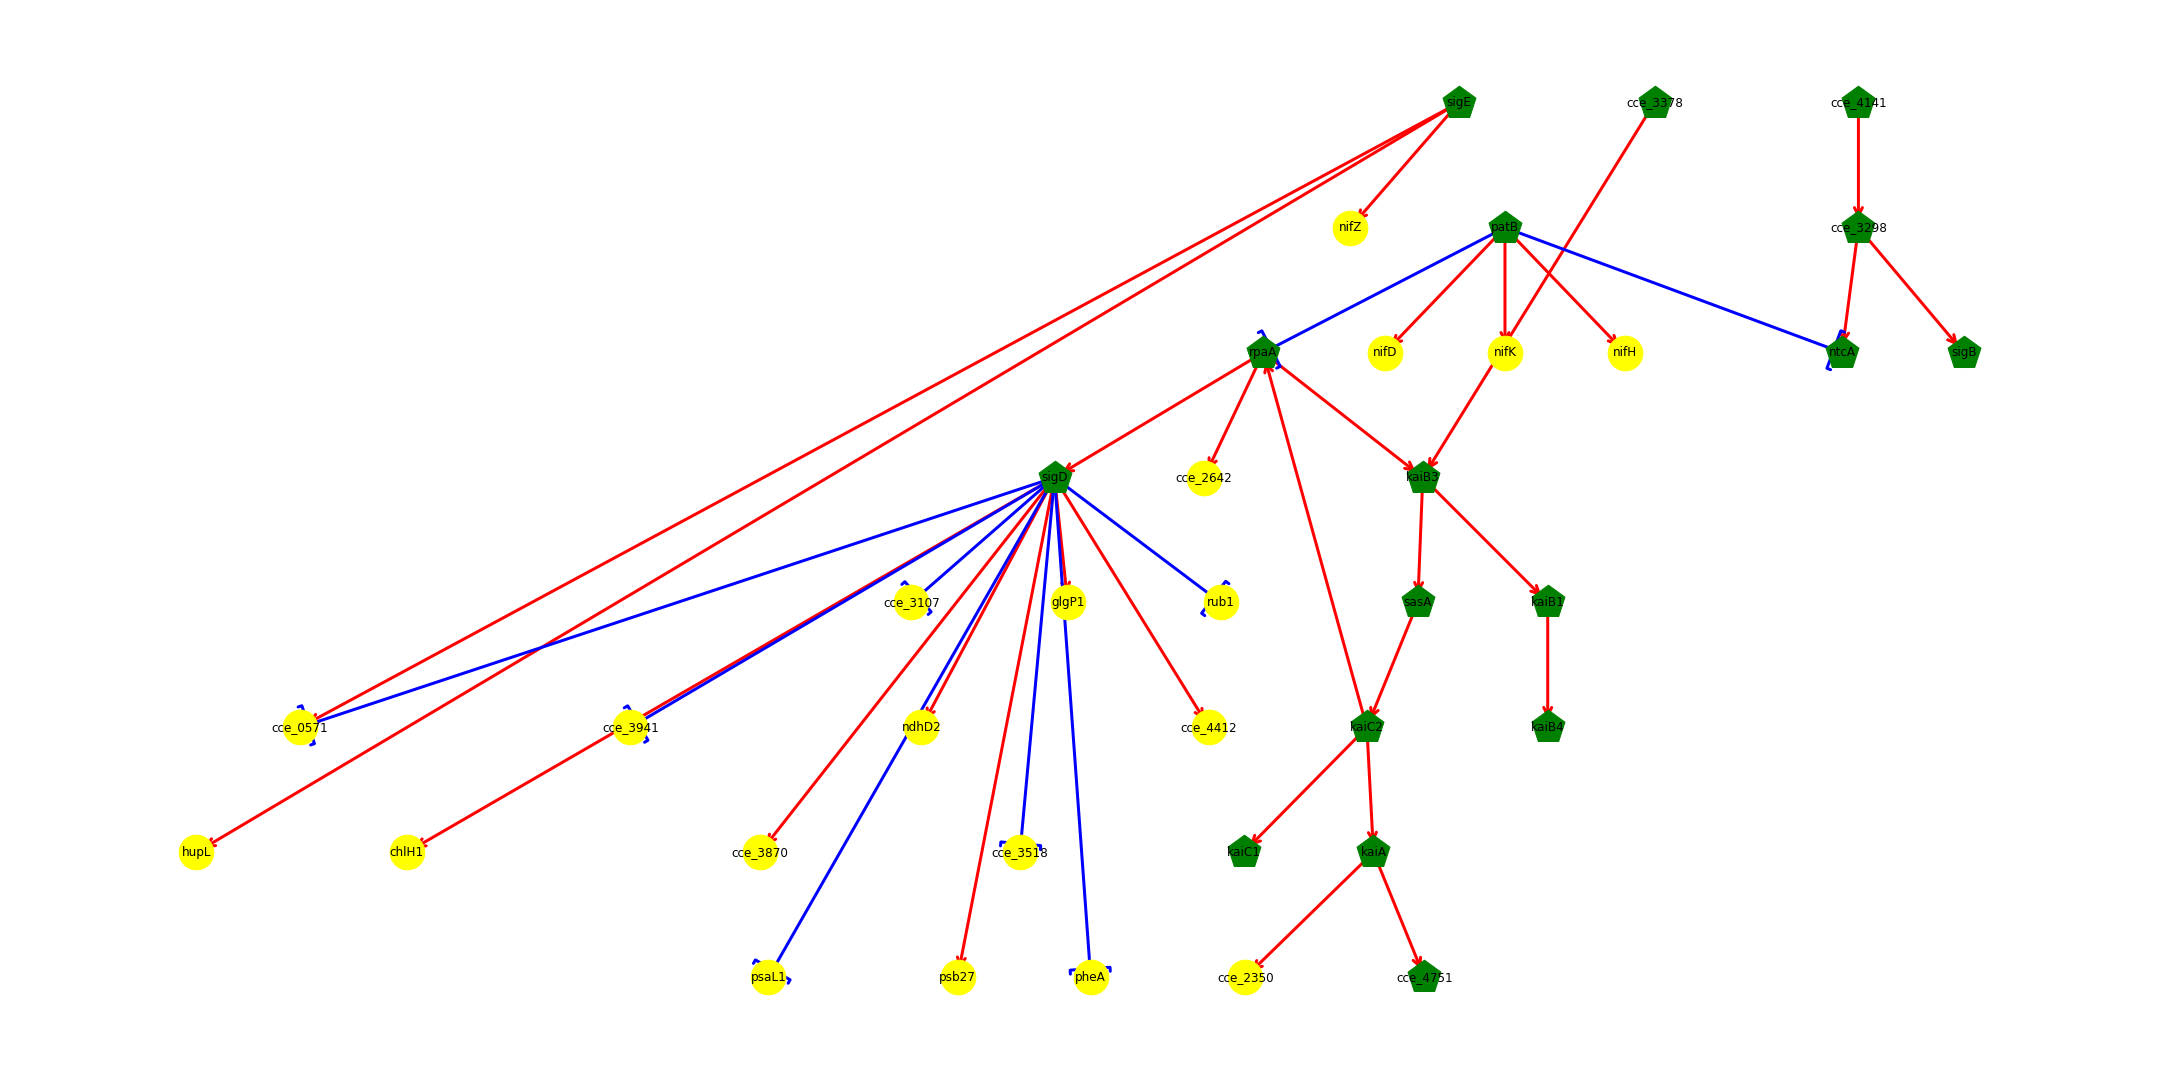 sigE
cce_3378
cce_4141
nifZ
patB
cce_3298
rpaA
nifD
nifK
nifH
ntcA
sigB
sigD
cce_2642
kaiB3
cce_3107
glgP1
rub1
sasA
kaiB1
cce_0571
cce_3941
ndhD2
cce_4412
kaiC2
kaiB4
hupL
chlH1
cce_3870
cce_3518
kaiC1
kaiA
psaL1
psb27
pheA
cce_2350
cce_4751